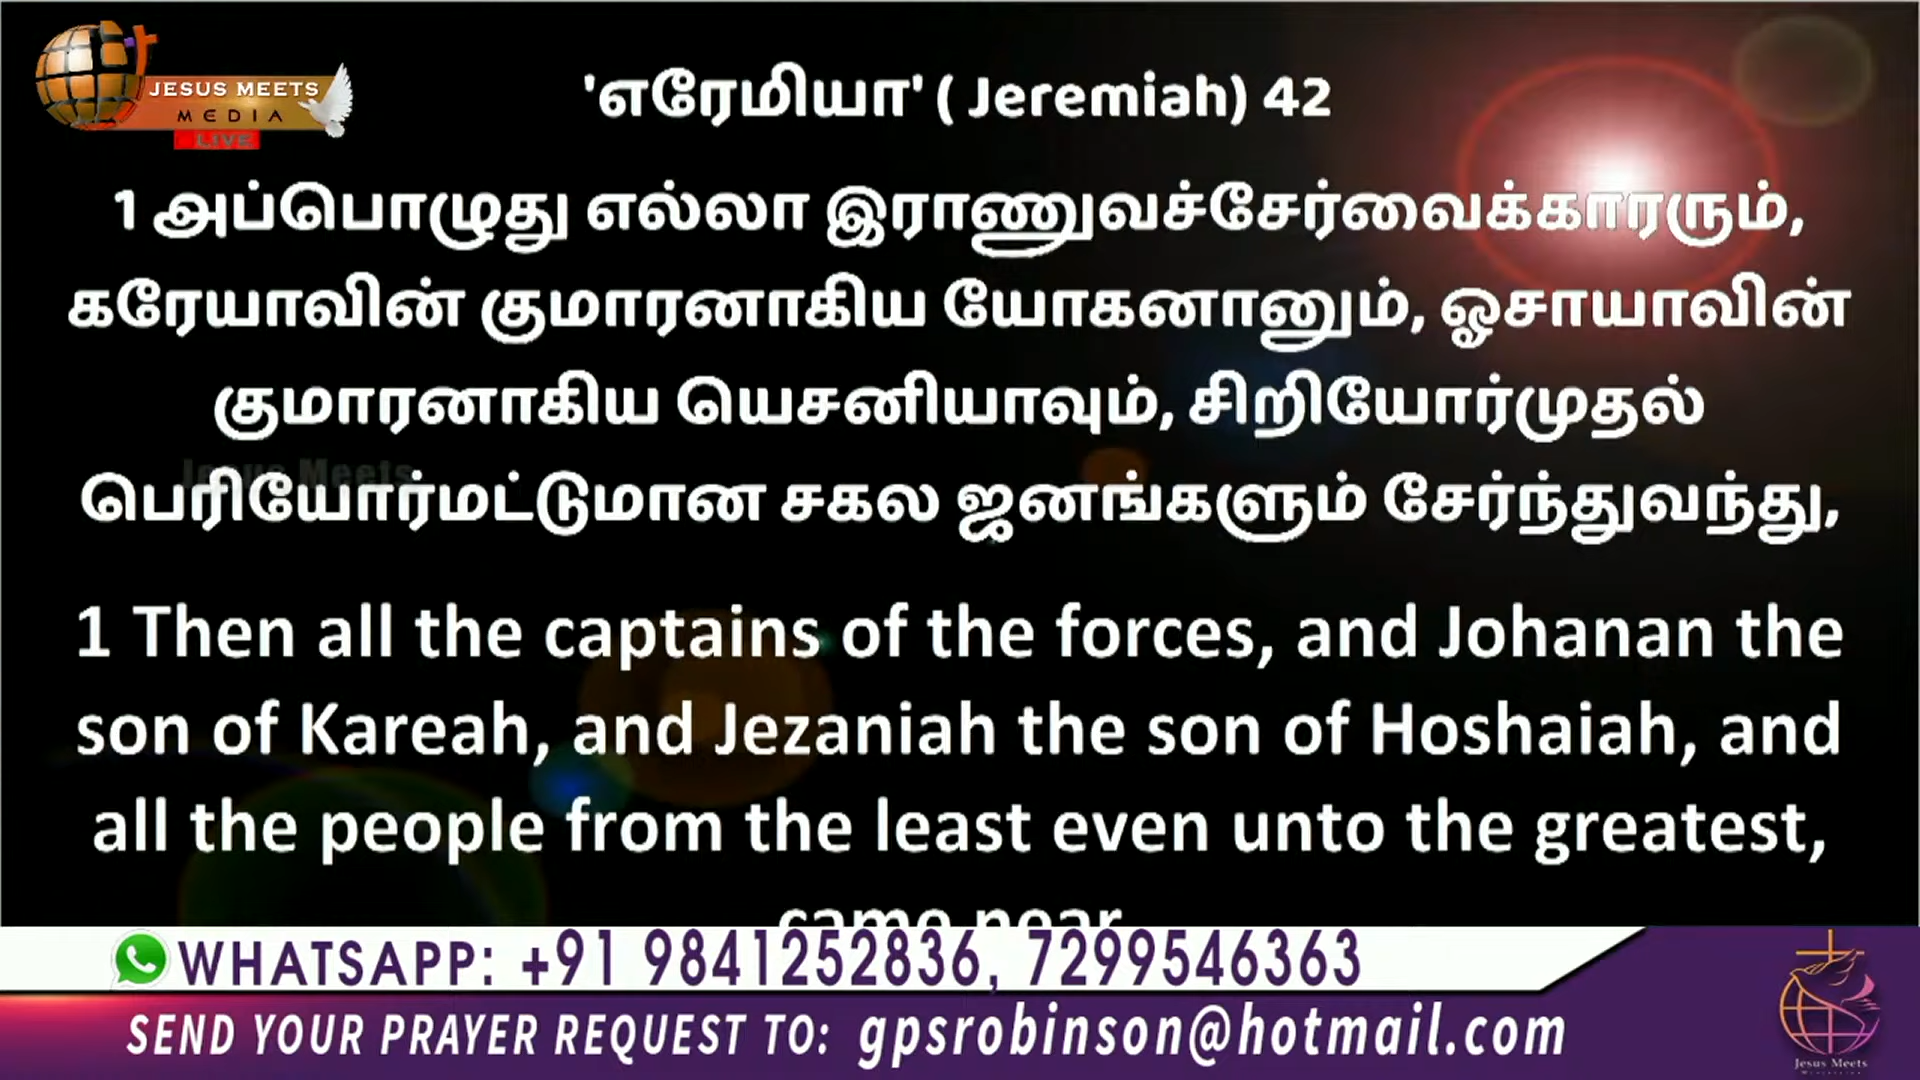 JESUS MEETS
MEDIA
LIVE
'எரேமியா' ( Jeremiah) 42
1 அப்பொழுது எல்லா இராணுவச்சேர்வைக்காரரும்,
கரேயாவின் குமாரனாகிய யோகனானும், ஓசாயாவின்
குமாரனாகிய யெசனியாவும், சிறியோர்முதல்
Jesus Meets
பெரியோர்மட்டுமான சகல ஜனங்களும் சேர்ந்துவந்து,
1 Then all the captains of the forces, and Johanan the
son of Kareah, and Jezaniah the son of Hoshaiah, and
all the people from the least even unto the greatest,
came near
WHATSAPP: +91 9841252836, 7299546363
SEND YOUR PRAYER REQUEST TO: gpsrobinson@hotmail.com
Jesus Meets